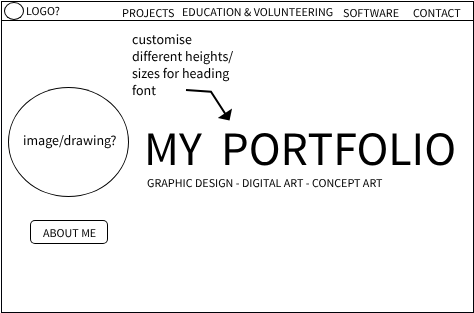 LOGO? PROJECTS EDUCATION & VOLUNTEERING SOFTWARE CONTACT
customise
different heights/
sizes for heading
font
image/drawing?
MY PORTFOLIO
GRAPHIC DESIGN - DIGITAL ART - CONCEPT ART
ABOUT ME